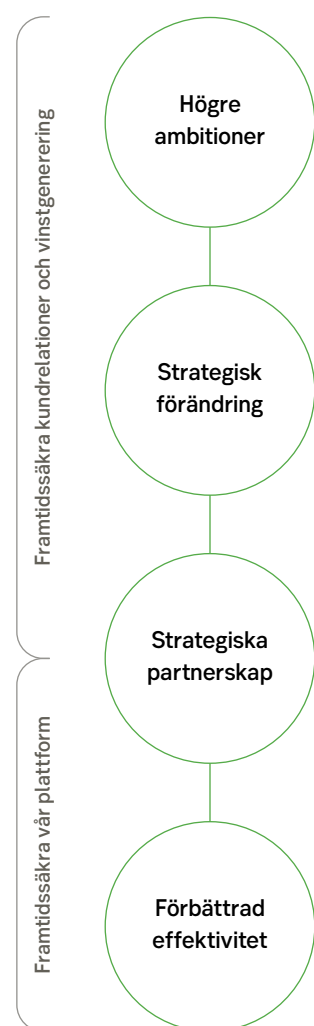 Framtidssäkra kundrelationer och vinstgenerering
Högre
ambitioner
Strategisk
förändring
Strategiska
partnerskap
Framtidssäkra vår plattform
Förbättrad
effektivitet